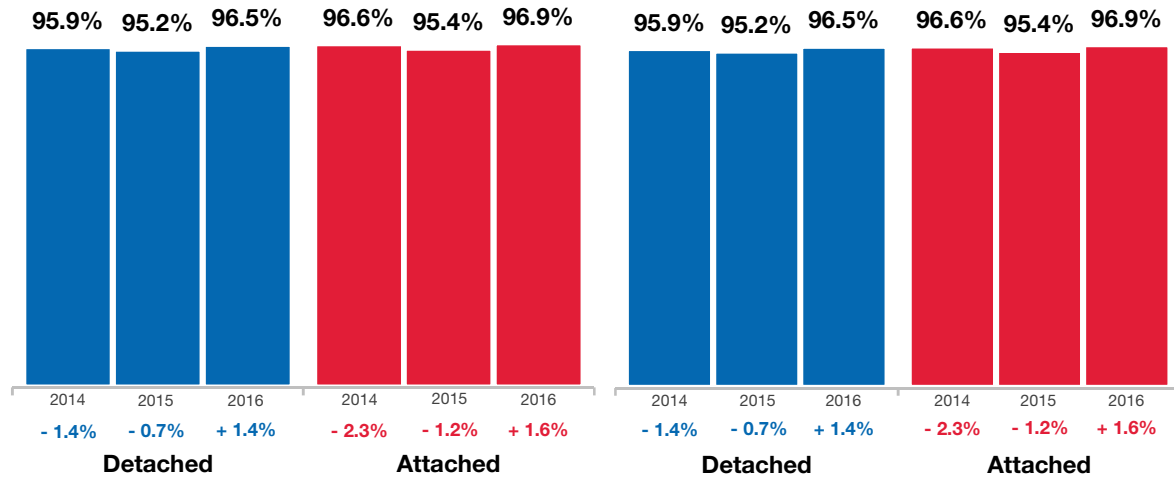 95.9% 95.2% 96.5% 96.6% 95.4% 96.9% 95.9% 95.2% 96.5% 96.6% 95.4% 96.9%
2014 2015 2016 2014 2015 2016 2014 2015 2016 2014 2015 2016
- 1.4% - 0.7% + 1.4% - 2.3% - 1.2% + 1.6% - 1.4% - 0.7% + 1.4% - 2.3% - 1.2% + 1.6%
Detached Attached Detached Attached